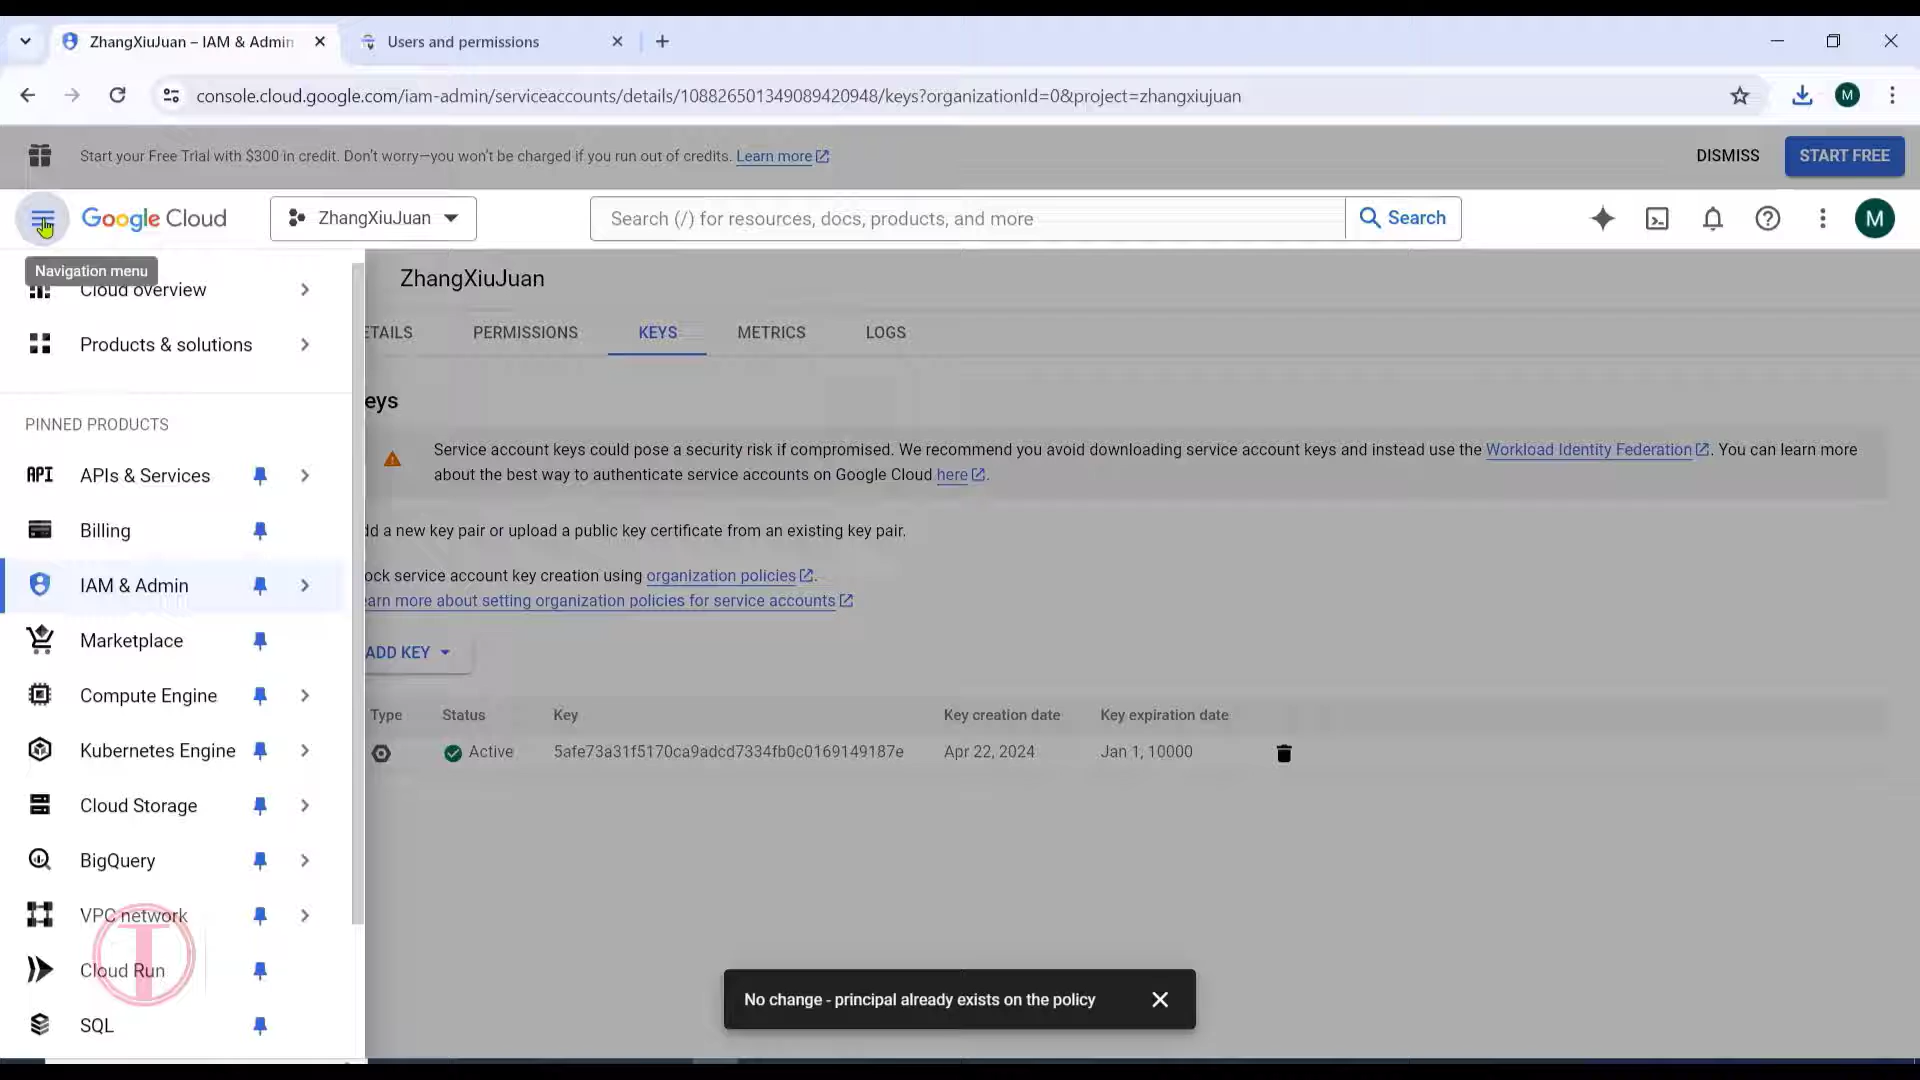 ZhangXiuJuan – IAM & Admin
Users and permissions
console.cloud.google.com/iam-admin/serviceaccounts/details/108826501349089420948/keys?organizationId=0&project=zhangxiujuan
M
Start your Free Trial with $300 in credit. Don't worry—you won't be charged if you run out of credits. Learn more
DISMISS
START FREE
Google Cloud
ZhangXiuJuan
Search (/) for resources, docs, products, and more
Search
M
Navigation menu
Cloud overview
Products & solutions
PINNED PRODUCTS
API APIs & Services
Billing
IAM & Admin
Marketplace
Compute Engine
Kubernetes Engine
Cloud Storage
BigQuery
VPC network
Cloud Run
SQL
ZhangXiuJuan
ETAILS
PERMISSIONS
KEYS
METRICS
LOGS
eys
Service account keys could pose a security risk if compromised. We recommend you avoid downloading service account keys and instead use the Workload Identity Federation. You can learn more
about the best way to authenticate service accounts on Google Cloud here.
dd a new key pair or upload a public key certificate from an existing key pair.
ock service account key creation using organization policies.
earn more about setting organization policies for service accounts
ADD KEY
Type Status Key Key creation date Key expiration date
Active 5afe73a31f5170ca9adcd7334fb0c0169149187e Apr 22, 2024 Jan 1, 10000
No change - principal already exists on the policy